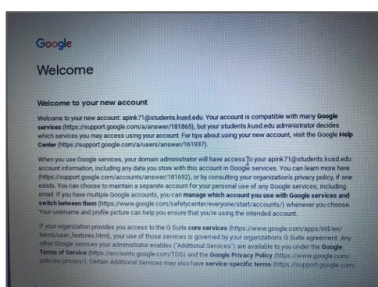 Google
Welcome
Welcome to your new account
Welcome to your new account: apink71@students.kusd.edu. Your account is compatible with many Google
services (https://support.google.com/a/answer/181865), but your students.kusd.edu administrator decides
which services you may access using your account. For tips about using your new account, visit the Google Help
Center (https://support.google.com/a/users/answer/161937).
When you use Google services, your domain administrator will have access to your apink71@students.kusd.edu
account information, including any data you store with this account in Google services. You can learn more here
(https://support.google.com/accounts/answer/181692), or by consulting your organization's privacy policy, if one
exists. You can choose to maintain a separate account for your personal use of any Google services, including
email. If you have multiple Google accounts, you can manage which account you use with Google services and
switch between them (https://www.google.com/safetycenter/everyone/start/accounts/) whenever you choose.
Your username and profile picture can help you ensure that you're using the intended account.
If your organization provides you access to the G Suite core services (https://www.google.com/apps/intl/en/
terms/user_features.html), your use of those services is governed by your organization's G Suite agreement. Any
other Google services your administrator enables ("Additional Services") are available to you under the Google
Terms of Service (https://accounts.google.com/TOS) and the Google Privacy Policy (https://www.google.com/
policies/privacy/). Certain Additional Services may also have service-specific terms (https://support.google.com/